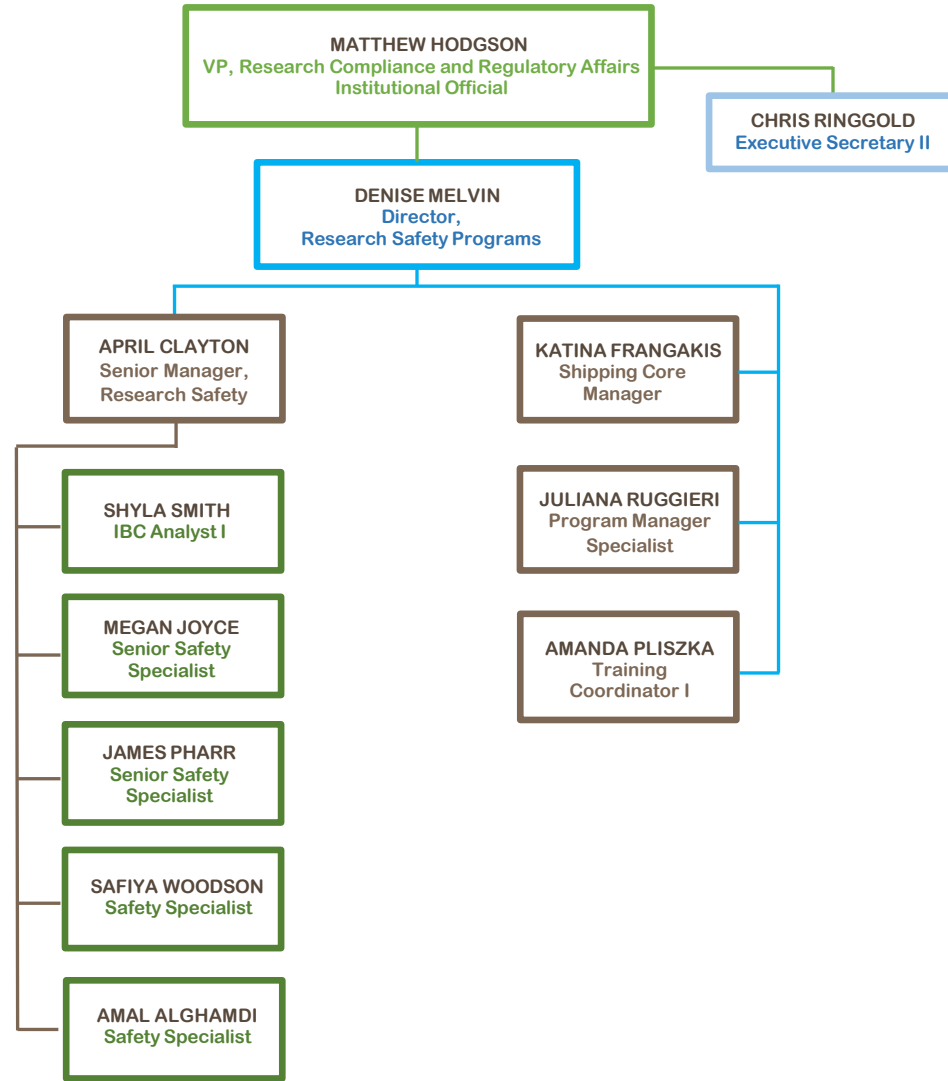 MATTHEW HODGSON
VP, Research Compliance and Regulatory Affairs
Institutional Official
CHRIS RINGGOLD
Executive Secretary II
DENISE MELVIN
Director,
Research Safety Programs
APRIL CLAYTON
Senior Manager,
Research Safety
KATINA FRANGAKIS
Shipping Core
Manager
SHYLA SMITH
IBC Analyst I
JULIANA RUGGIERI
Program Manager
Specialist
MEGAN JOYCE
Senior Safety
Specialist
AMANDA PLISZKA
Training
Coordinator I
JAMES PHARR
Senior Safety
Specialist
SAFIYA WOODSON
Safety Specialist
AMAL ALGHAMDI
Safety Specialist